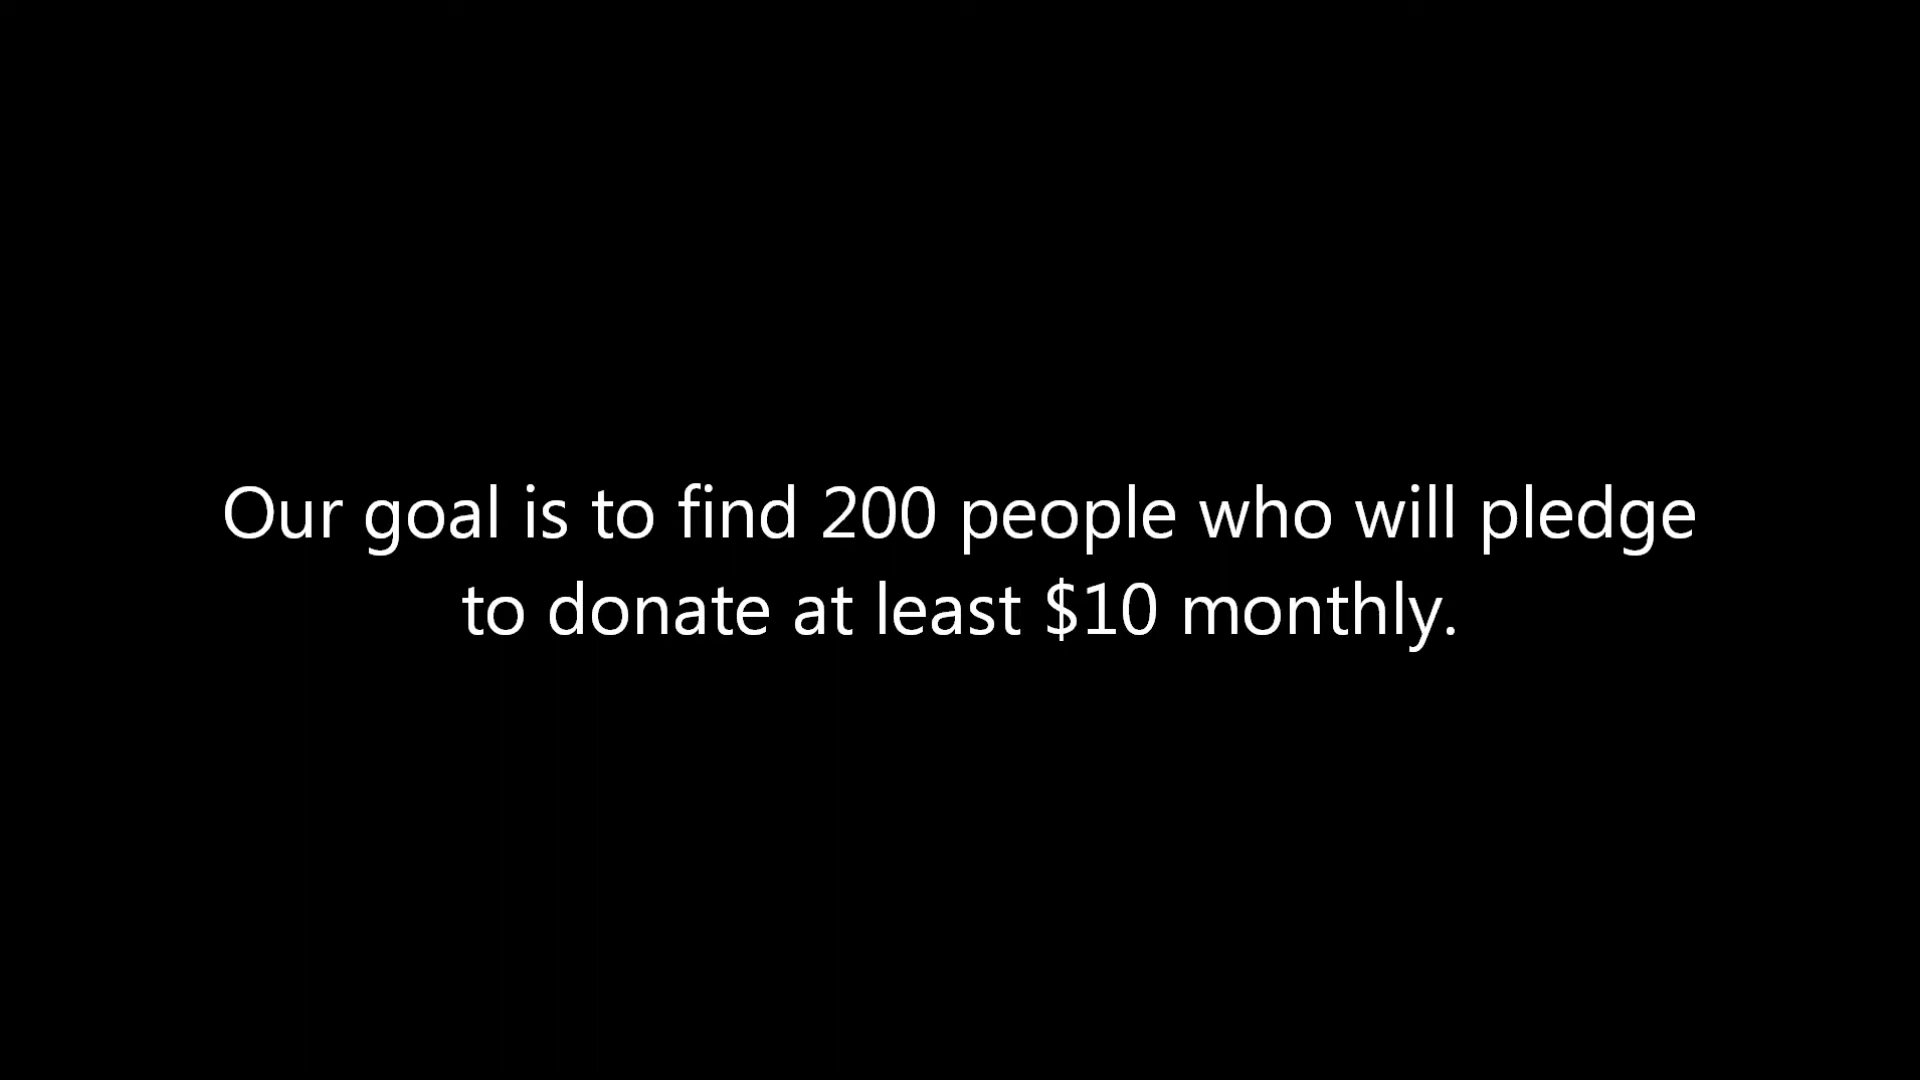 Our goal is to find 200 people who will pledge
to donate at least $10 monthly.